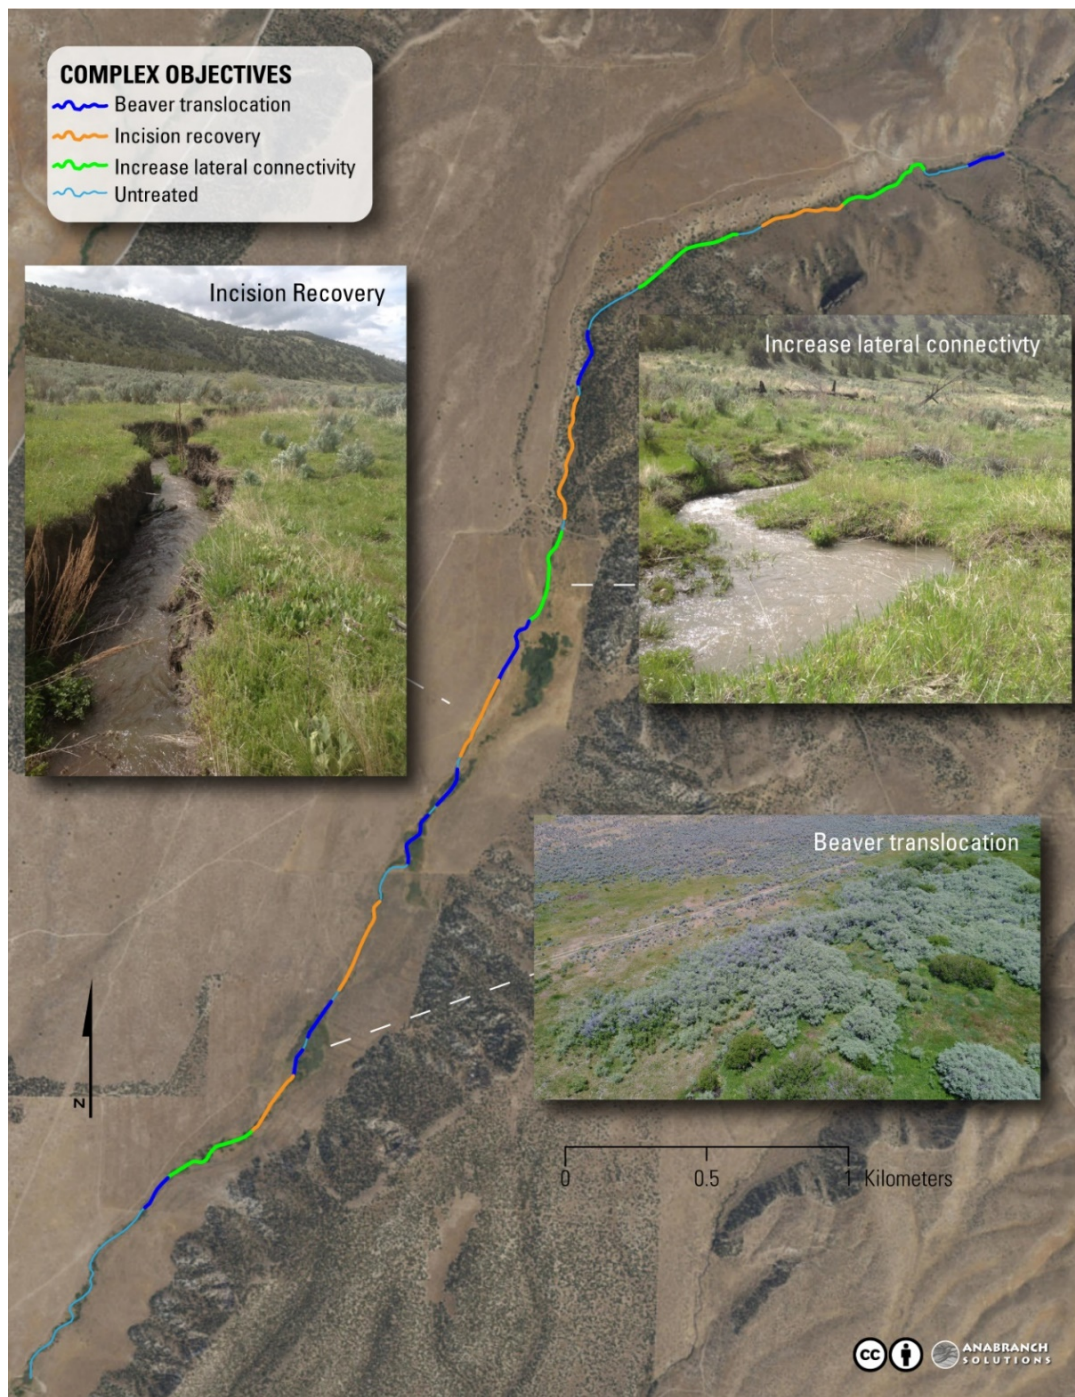 COMPLEX OBJECTIVES
Beaver translocation
Incision recovery
Increase lateral connectivity
Untreated
Incision Recovery
Increase lateral connectivty
Beaver translocation
N
0 0.5 1 Kilometers
cc
ANABRANCH
SOLUTIONS